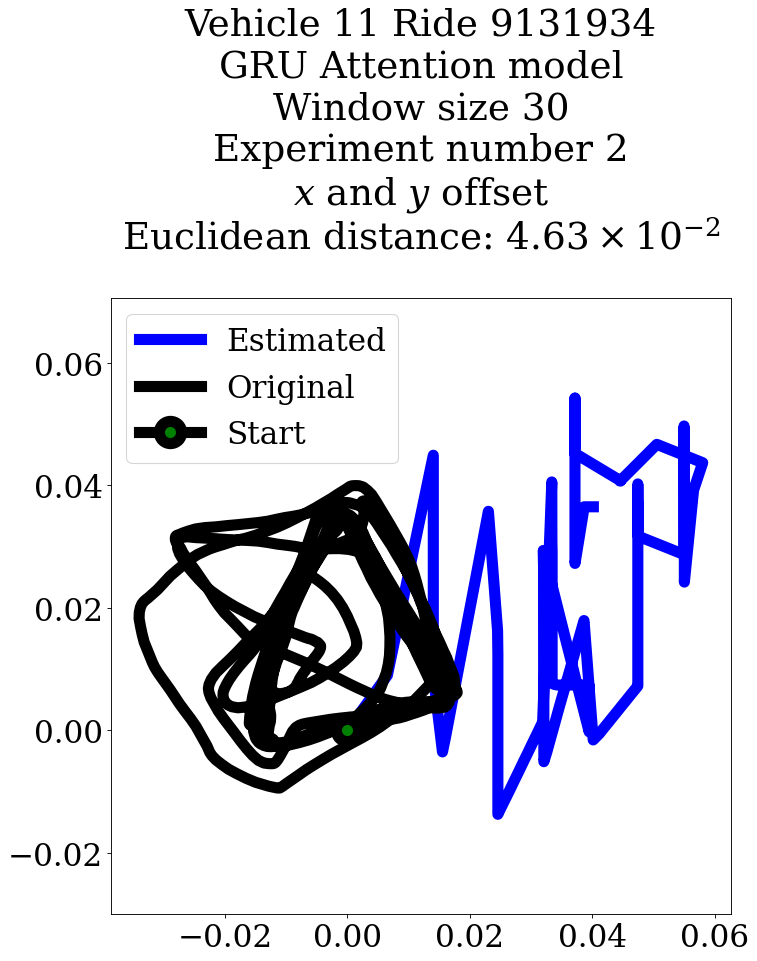 Vehicle 11 Ride 9131934
GRU Attention model
Window size 30
Experiment number 2
x and y offset
Euclidean distance: 4.63 × 10⁻²
Estimated
Original
Start
0.06
0.04
0.02
0.00
−0.02
−0.02 0.00 0.02 0.04 0.06